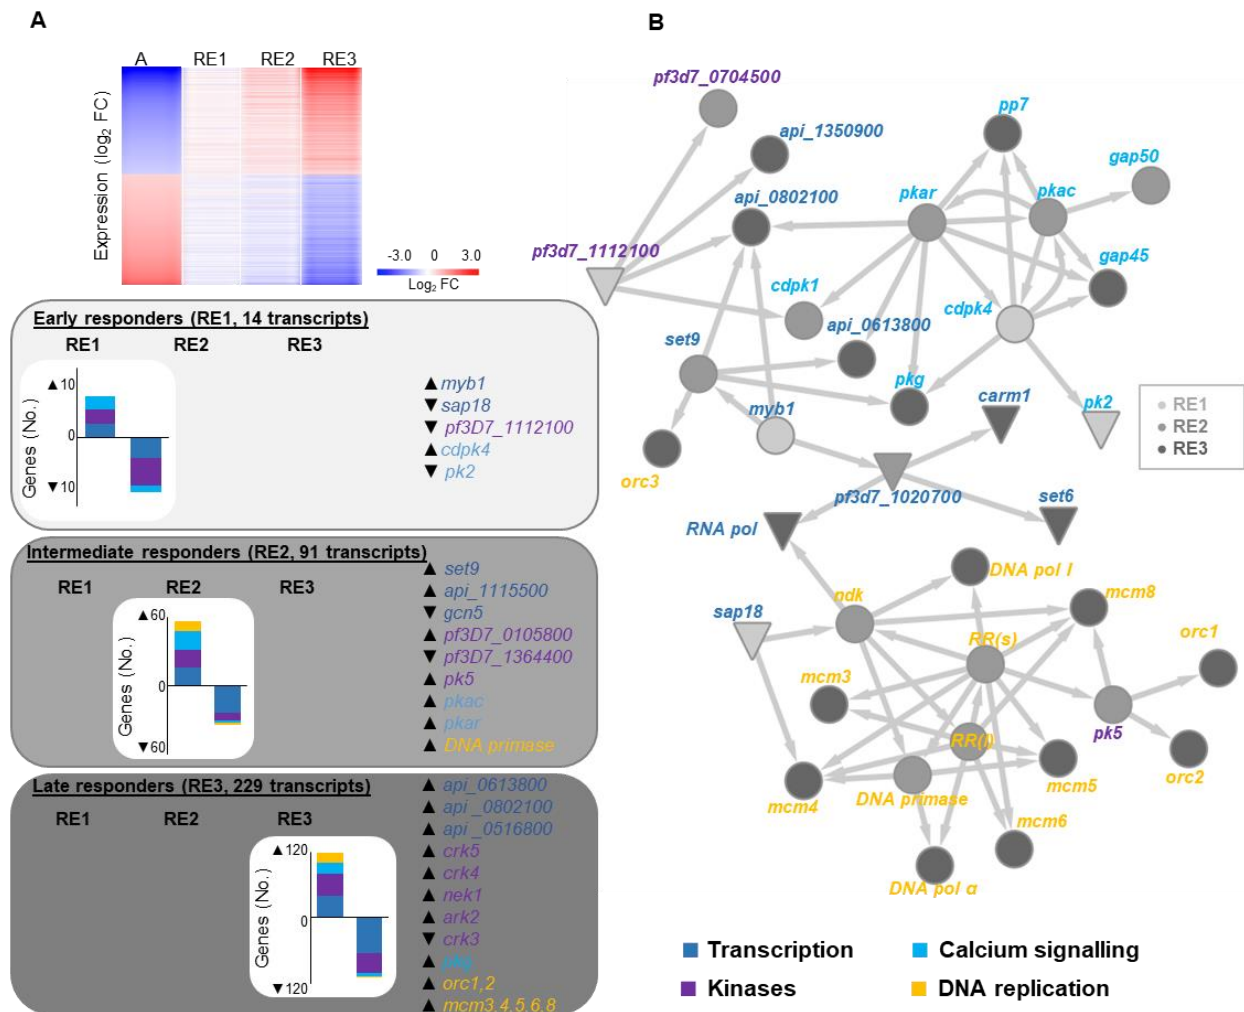 A
A RE1 RE2 RE3
Expression (log₂ FC)
-3.0 0 3.0
Log₂ FC
Early responders (RE1, 14 transcripts)
RE1 RE2 RE3
Genes (No.)
▲10
0
▼10
▲ myb1
▼ sap18
▼ pf3D7_1112100
▲ cdpk4
▼ pk2
Intermediate responders (RE2, 91 transcripts)
RE1 RE2 RE3
Genes (No.)
▲60
0
▼60
▲ set9
▲ api_1115500
▼ gcn5
▲ pf3D7_0105800
▼ pf3D7_1364400
▲ pk5
▲ pkac
▲ pkar
▲ DNA primase
Late responders (RE3, 229 transcripts)
RE1 RE2 RE3
Genes (No.)
▲120
0
▼120
▲ api_0613800
▲ api_0802100
▲ api_0516800
▲ crk5
▲ crk4
▲ nek1
▲ ark2
▼ crk3
▲ pkg
▲ orc1,2
▲ mcm3,4,5,6,8
B
pf3d7_0704500
api_1350900
pp7
gap50
api_0802100
pkar
pkac
pf3d7_1112100
gap45
cdpk1
cdpk4
api_0613800
set9
pkg
carm1
pk2
myb1
RE1
RE2
RE3
orc3
pf3d7_1020700
set6
RNA pol
DNA pol I
ndk
mcm8
sap18
RR(s)
orc1
mcm3
RR(l)
pk5
mcm4
DNA primase
mcm5
orc2
mcm6
DNA pol α
Transcription
Calcium signalling
Kinases
DNA replication